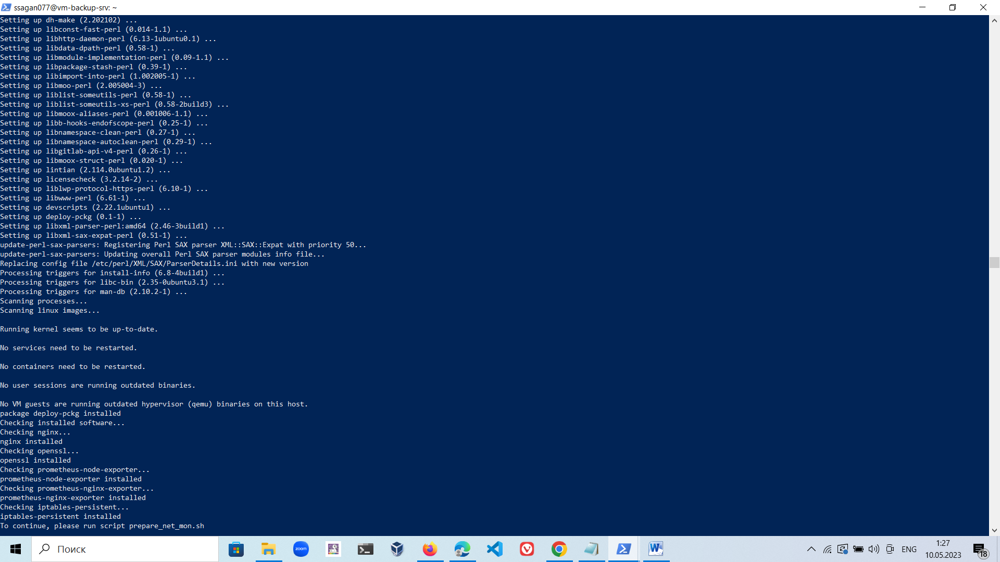 ssagan077@vm-backup-srv: ~
Setting up dh-make (2.202102) ...
Setting up libconst-fast-perl (0.014-1.1) ...
Setting up libhttp-daemon-perl (6.13-1ubuntu0.1) ...
Setting up libdata-dpath-perl (0.58-1) ...
Setting up libmodule-implementation-perl (0.09-1.1) ...
Setting up libpackage-stash-perl (0.39-1) ...
Setting up libimport-into-perl (1.002005-1) ...
Setting up libmoo-perl (2.005004-3) ...
Setting up liblist-someutils-perl (0.58-1) ...
Setting up liblist-someutils-xs-perl (0.58-2build3) ...
Setting up libmoox-aliases-perl (0.001006-1.1) ...
Setting up libb-hooks-endofscope-perl (0.25-1) ...
Setting up libnamespace-clean-perl (0.27-1) ...
Setting up libnamespace-autoclean-perl (0.29-1) ...
Setting up libgitlab-api-v4-perl (0.26-1) ...
Setting up libmoox-struct-perl (0.020-1) ...
Setting up lintian (2.114.0ubuntu1.2) ...
Setting up licensecheck (3.2.14-2) ...
Setting up liblwp-protocol-https-perl (6.10-1) ...
Setting up libwww-perl (6.61-1) ...
Setting up devscripts (2.22.1ubuntu1) ...
Setting up deploy-pckg (0.1-1) ...
Setting up libxml-parser-perl:amd64 (2.46-3build1) ...
Setting up libxml-sax-expat-perl (0.51-1) ...
update-perl-sax-parsers: Registering Perl SAX parser XML::SAX::Expat with priority 50...
update-perl-sax-parsers: Updating overall Perl SAX parser modules info file...
Replacing config file /etc/perl/XML/SAX/ParserDetails.ini with new version
Processing triggers for install-info (6.8-4build1) ...
Processing triggers for libc-bin (2.35-0ubuntu3.1) ...
Processing triggers for man-db (2.10.2-1) ...
Scanning processes...
Scanning linux images...
Running kernel seems to be up-to-date.
No services need to be restarted.
No containers need to be restarted.
No user sessions are running outdated binaries.
No VM guests are running outdated hypervisor (qemu) binaries on this host.
package deploy-pckg installed
Checking installed software...
Checking nginx...
nginx installed
Checking openssl...
openssl installed
Checking prometheus-node-exporter...
prometheus-node-exporter installed
Checking prometheus-nginx-exporter...
prometheus-nginx-exporter installed
Checking iptables-persistent...
iptables-persistent installed
To continue, please run script prepare_net_mon.sh
Поиск
zoom
ENG
1:27
10.05.2023
18